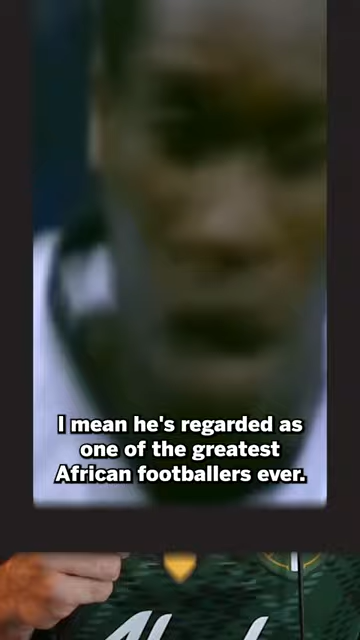 I mean he's regarded as
one of the greatest
African footballers ever.